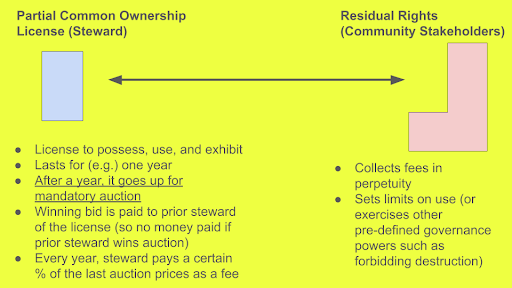 Partial Common Ownership
License (Steward)
● License to possess, use, and exhibit
● Lasts for (e.g.) one year
● After a year, it goes up for
mandatory auction
● Winning bid is paid to prior steward
of the license (so no money paid if
prior steward wins auction)
● Every year, steward pays a certain
% of the last auction prices as a fee
Residual Rights
(Community Stakeholders)
● Collects fees in
perpetuity
● Sets limits on use (or
exercises other
pre-defined governance
powers such as
forbidding destruction)